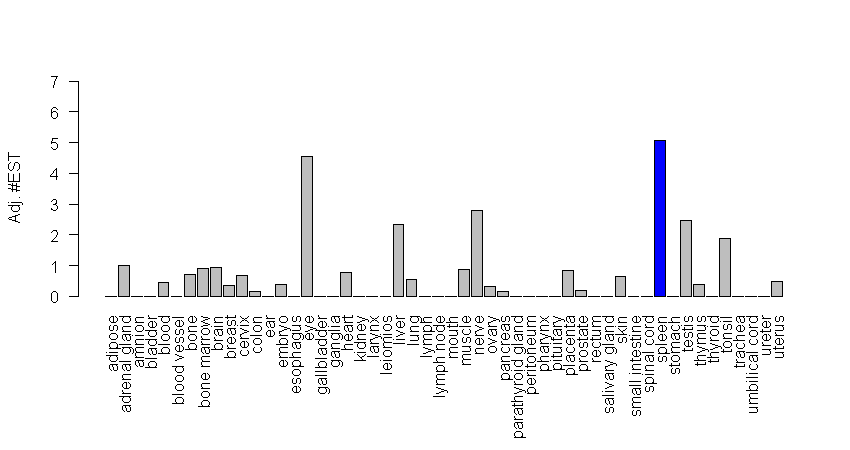 7
6
5
4
3
2
1
0
Adj. #EST
adipose
adrenal gland
amnion
bladder
blood
blood vessel
bone
bone marrow
brain
breast
cervix
colon
ear
embryo
esophagus
eye
gallbladder
ganglia
heart
kidney
larynx
leiomios
liver
lung
lymph
lymph node
mouth
muscle
nerve
ovary
pancreas
parathyroid gland
peritoneum
pharynx
pituitary
placenta
prostate
rectum
salivary gland
skin
small intestine
spinal cord
spleen
stomach
testis
thymus
thyroid
tonsil
trachea
umbilical cord
ureter
uterus